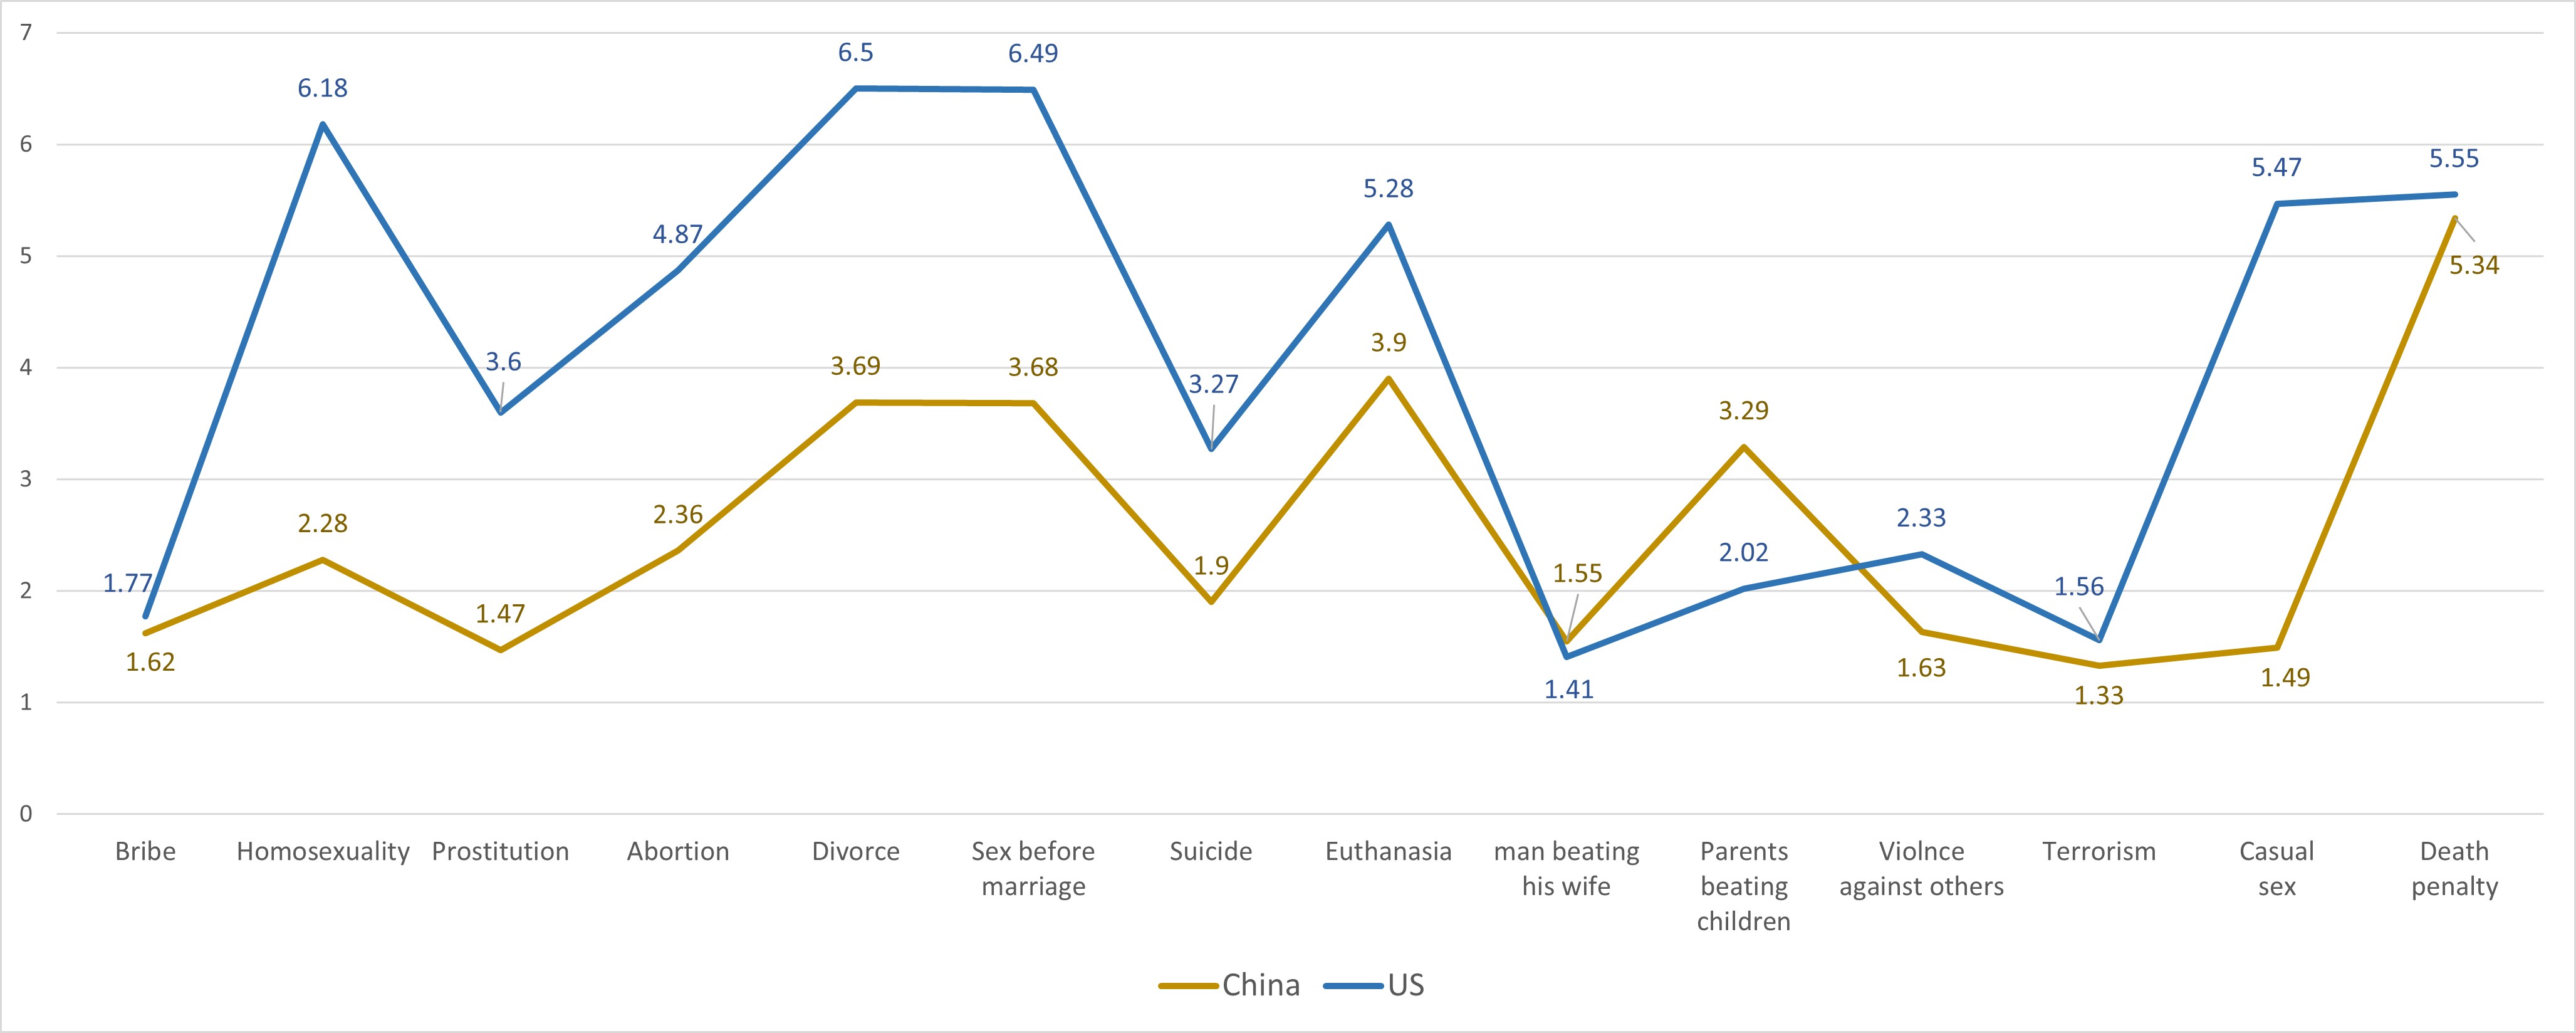 7
6
5
4
3
2
1
0
1.77
6.18
3.6
4.87
6.5
6.49
3.27
5.28
1.41
2.02
2.33
1.56
5.47
5.55
1.62
2.28
1.47
2.36
3.69
3.68
1.9
3.9
1.55
3.29
1.63
1.33
1.49
5.34
Bribe
Homosexuality
Prostitution
Abortion
Divorce
Sex before
marriage
Suicide
Euthanasia
man beating
his wife
Parents
beating
children
Violnce
against others
Terrorism
Casual
sex
Death
penalty
China
US